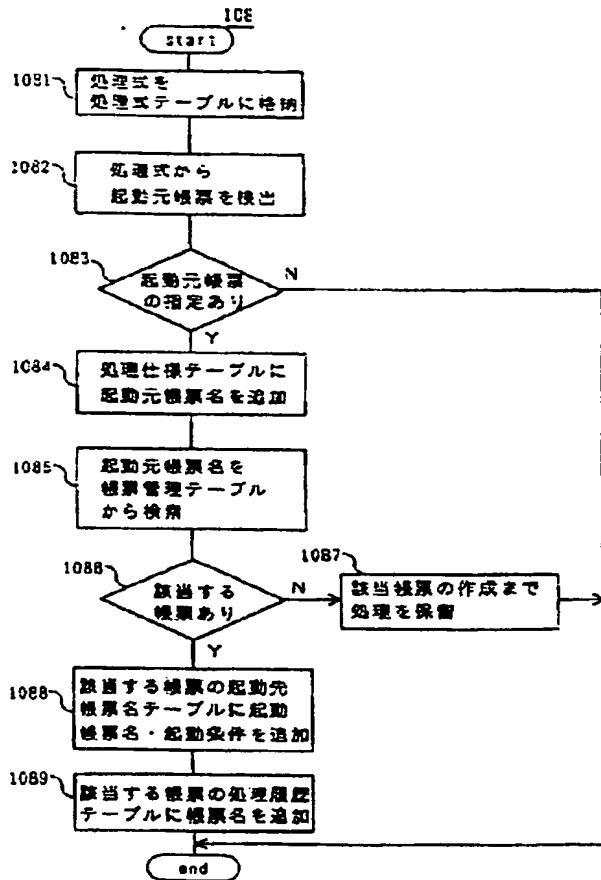 108
start
1081
処理式を
処理式テーブルに格納
1082
処理式から
起動元帳票を検出
1083
起動元帳票
の指定あり
N
Y
1084
処理仕様テーブルに
起動元帳票名を追加
1085
起動元帳票名を
帳票管理テーブル
から検索
1088
該当する
帳票あり
N
Y
1087
該当帳票の作成まで
処理を保留
1088
該当する帳票の起動先
帳票名テーブルに起動
帳票名・起動条件を追加
1089
該当する帳票の処理履歴
テーブルに帳票名を追加
end